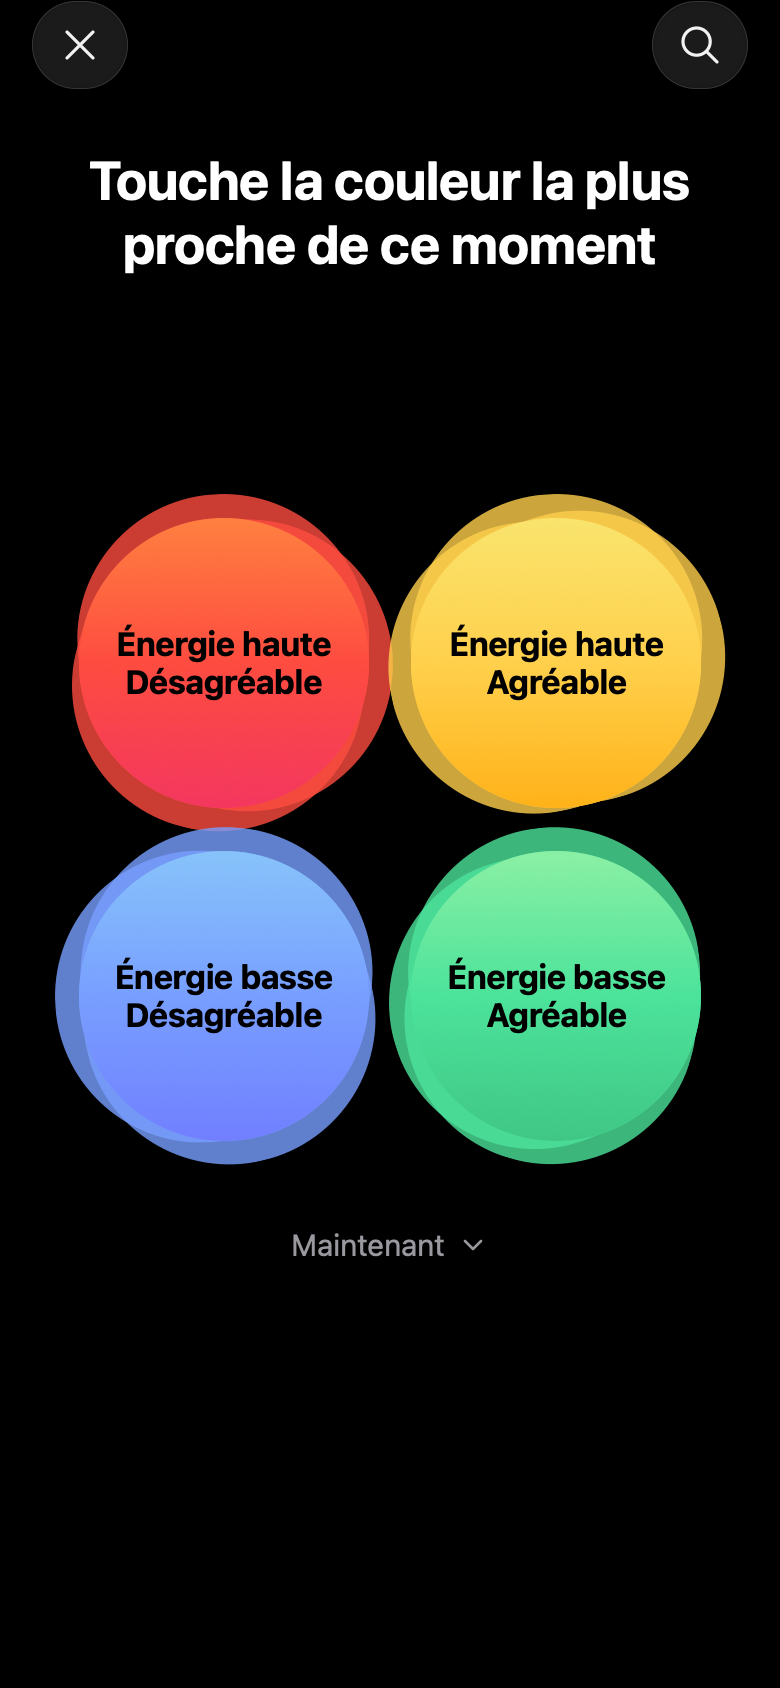 Touche la couleur la plus
proche de ce moment
Énergie haute
Désagréable
Énergie haute
Agréable
Énergie basse
Désagréable
Énergie basse
Agréable
Maintenant